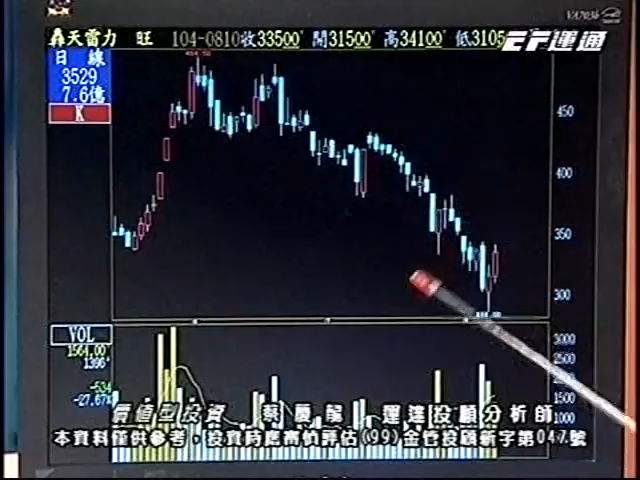 VA703b
天雷力 旺 104-0810收33500' 開31500' 高34100' 低3105
EF運通
日 線
3529
7.6億
K
450
400
350
300
VOL
1564.00'
1396'
-534
-27.67%
3000
2500
1500
1000
價值型投資 蔡慶龍 運達投顧分析師
本資料僅供參考，投資時應審慎評估(99)金管投顧新字第047號